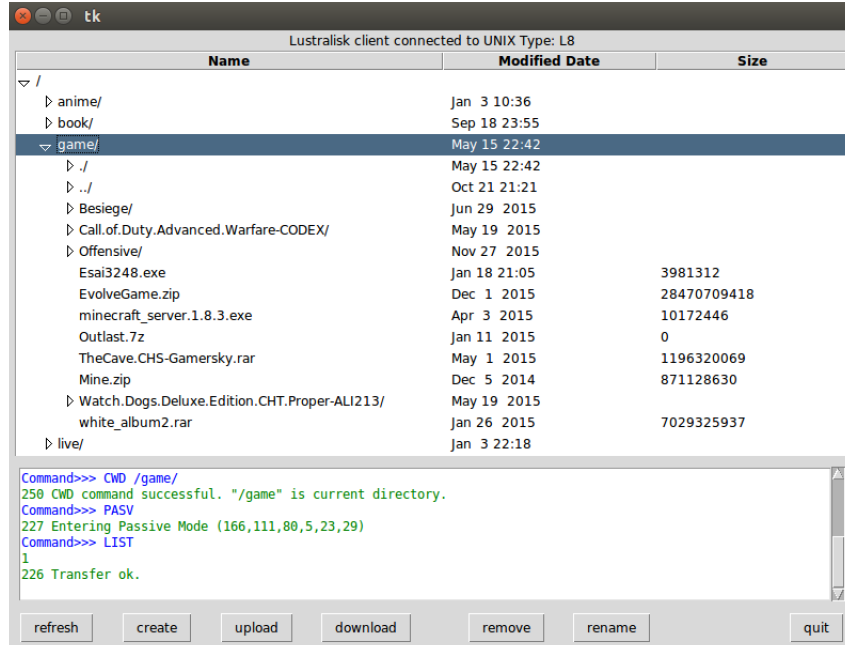 tk
Lustralisk client connected to UNIX Type: L8
Name Modified Date Size
/
anime/ Jan 3 10:36
book/ Sep 18 23:55
game/ May 15 22:42
./ May 15 22:42
../ Oct 21 21:21
Besiege/ Jun 29 2015
Call.of.Duty.Advanced.Warfare-CODEX/ May 19 2015
Offensive/ Nov 27 2015
Esai3248.exe Jan 18 21:05 3981312
EvolveGame.zip Dec 1 2015 28470709418
minecraft_server.1.8.3.exe Apr 3 2015 10172446
Outlast.7z Jan 11 2015 0
TheCave.CHS-Gamersky.rar May 1 2015 1196320069
Mine.zip Dec 5 2014 871128630
Watch.Dogs.Deluxe.Edition.CHT.Proper-ALI213/ May 19 2015
white_album2.rar Jan 26 2015 7029325937
live/ Jan 3 22:18
Command>>> CWD /game/
250 CWD command successful. "/game" is current directory.
Command>>> PASV
227 Entering Passive Mode (166,111,80,5,23,29)
Command>>> LIST
1
226 Transfer ok.
refresh create upload download remove rename quit